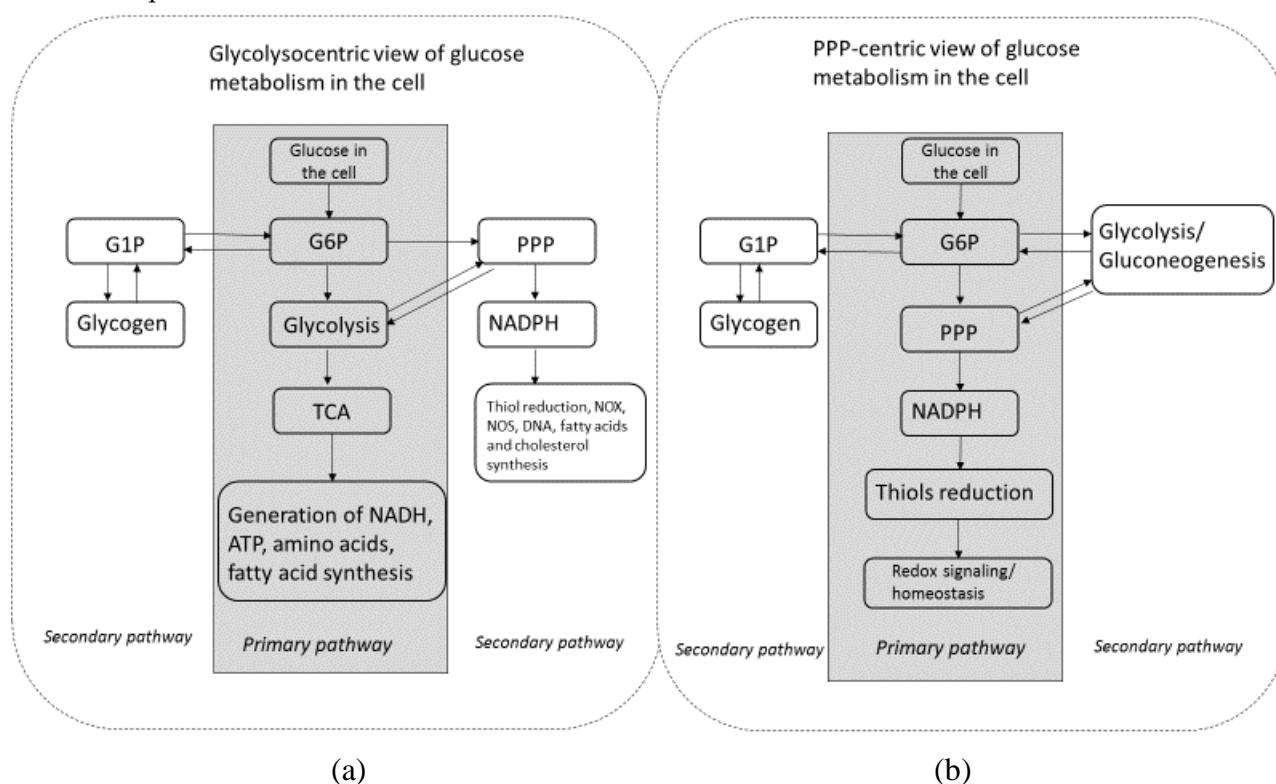 Glycolysocentric view of glucose
metabolism in the cell
Glucose in
the cell
G1P
G6P
PPP
Glycogen
Glycolysis
NADPH
TCA
Thiol reduction, NOX,
NOS, DNA, fatty acids
and cholesterol
synthesis
Generation of NADH,
ATP, amino acids,
fatty acid synthesis
Secondary pathway
Primary pathway
Secondary pathway
(a)
PPP-centric view of glucose
metabolism in the cell
Glucose in
the cell
G1P
G6P
Glycolysis/
Gluconeogenesis
Glycogen
PPP
NADPH
Thiols reduction
Redox signaling/
homeostasis
Secondary pathway
Primary pathway
Secondary pathway
(b)